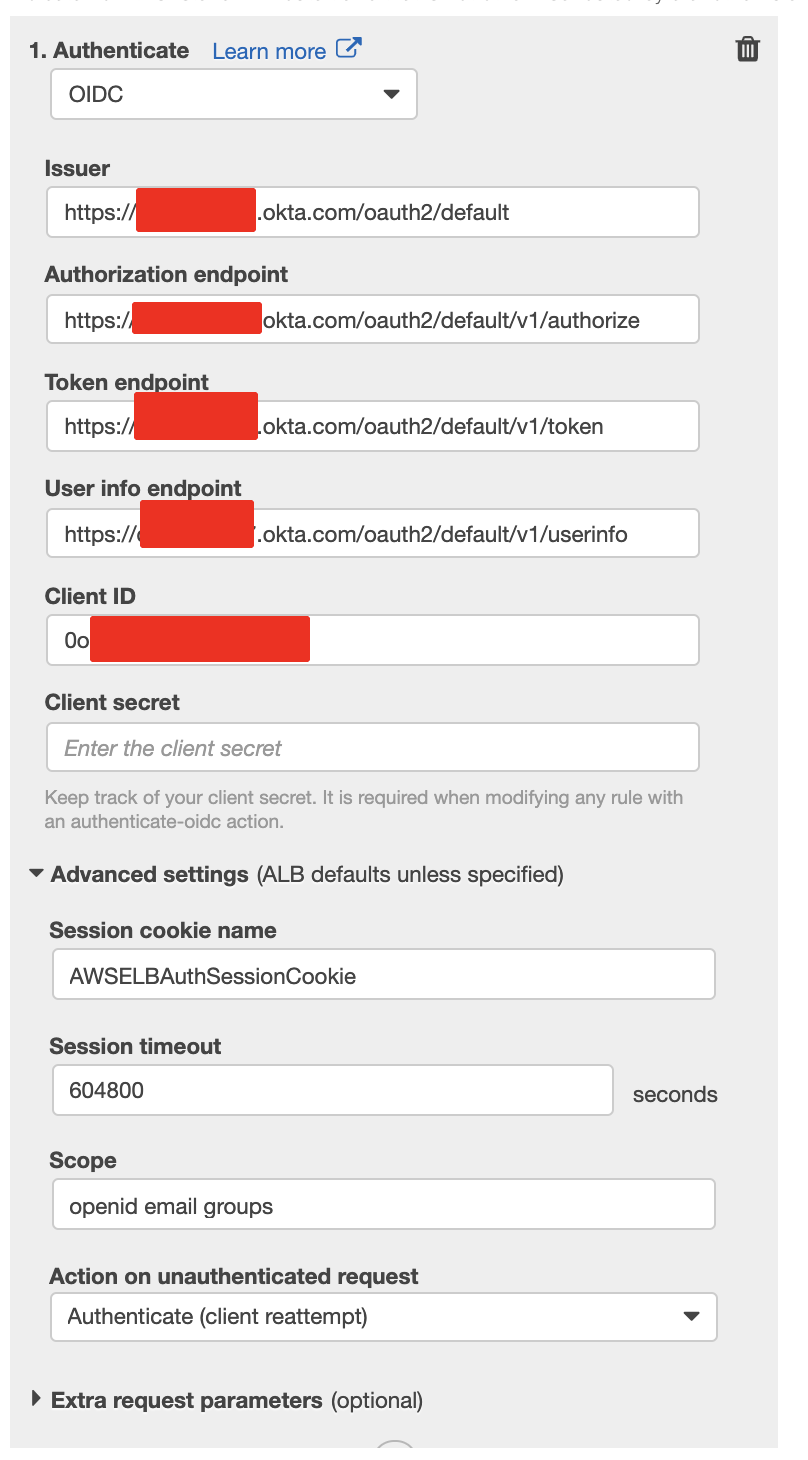 1. Authenticate Learn more
OIDC
Issuer
https:// .okta.com/oauth2/default
Authorization endpoint
https:// okta.com/oauth2/default/v1/authorize
Token endpoint
https:// .okta.com/oauth2/default/v1/token
User info endpoint
https:// .okta.com/oauth2/default/v1/userinfo
Client ID
0o
Client secret
Enter the client secret
Keep track of your client secret. It is required when modifying any rule with
an authenticate-oidc action.
Advanced settings (ALB defaults unless specified)
Session cookie name
AWSELBAuthSessionCookie
Session timeout
604800 seconds
Scope
openid email groups
Action on unauthenticated request
Authenticate (client reattempt)
Extra request parameters (optional)